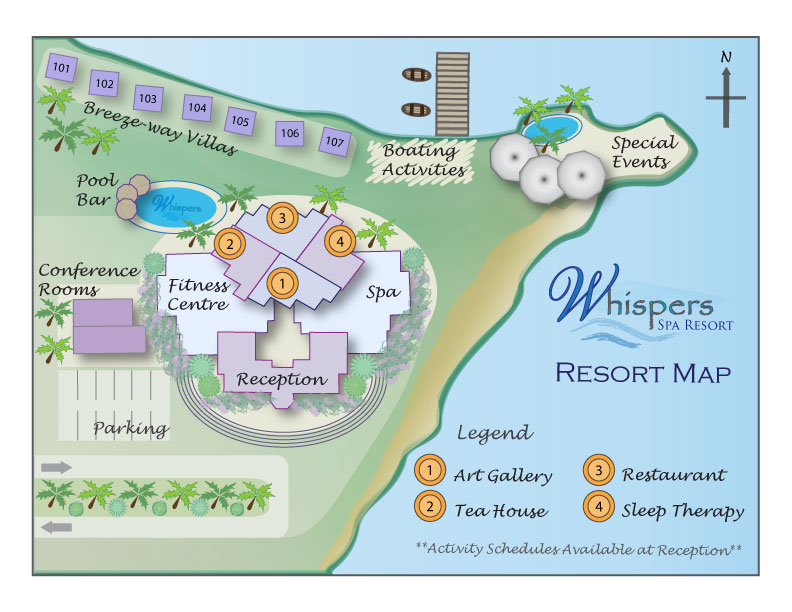 N
101
102
103
104
105
106
107
Breeze-way Villas
Boating
Activities
Special
Events
Pool
Bar
Whispers
3
2
4
1
Conference
Rooms
Fitness
Centre
Spa
Reception
Parking
Whispers
SPA RESORT
RESORT MAP
Legend
1 Art Gallery
3 Restaurant
2 Tea House
4 Sleep Therapy
**Activity Schedules Available at Reception**